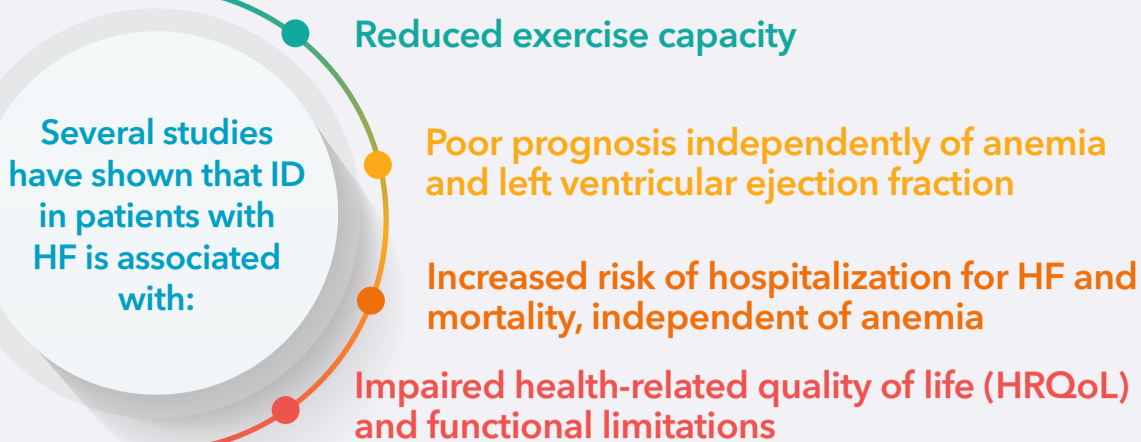 Several studies
have shown that ID
in patients with
HF is associated
with:
Reduced exercise capacity
Poor prognosis independently of anemia
and left ventricular ejection fraction
Increased risk of hospitalization for HF and
mortality, independent of anemia
Impaired health-related quality of life (HRQoL)
and functional limitations